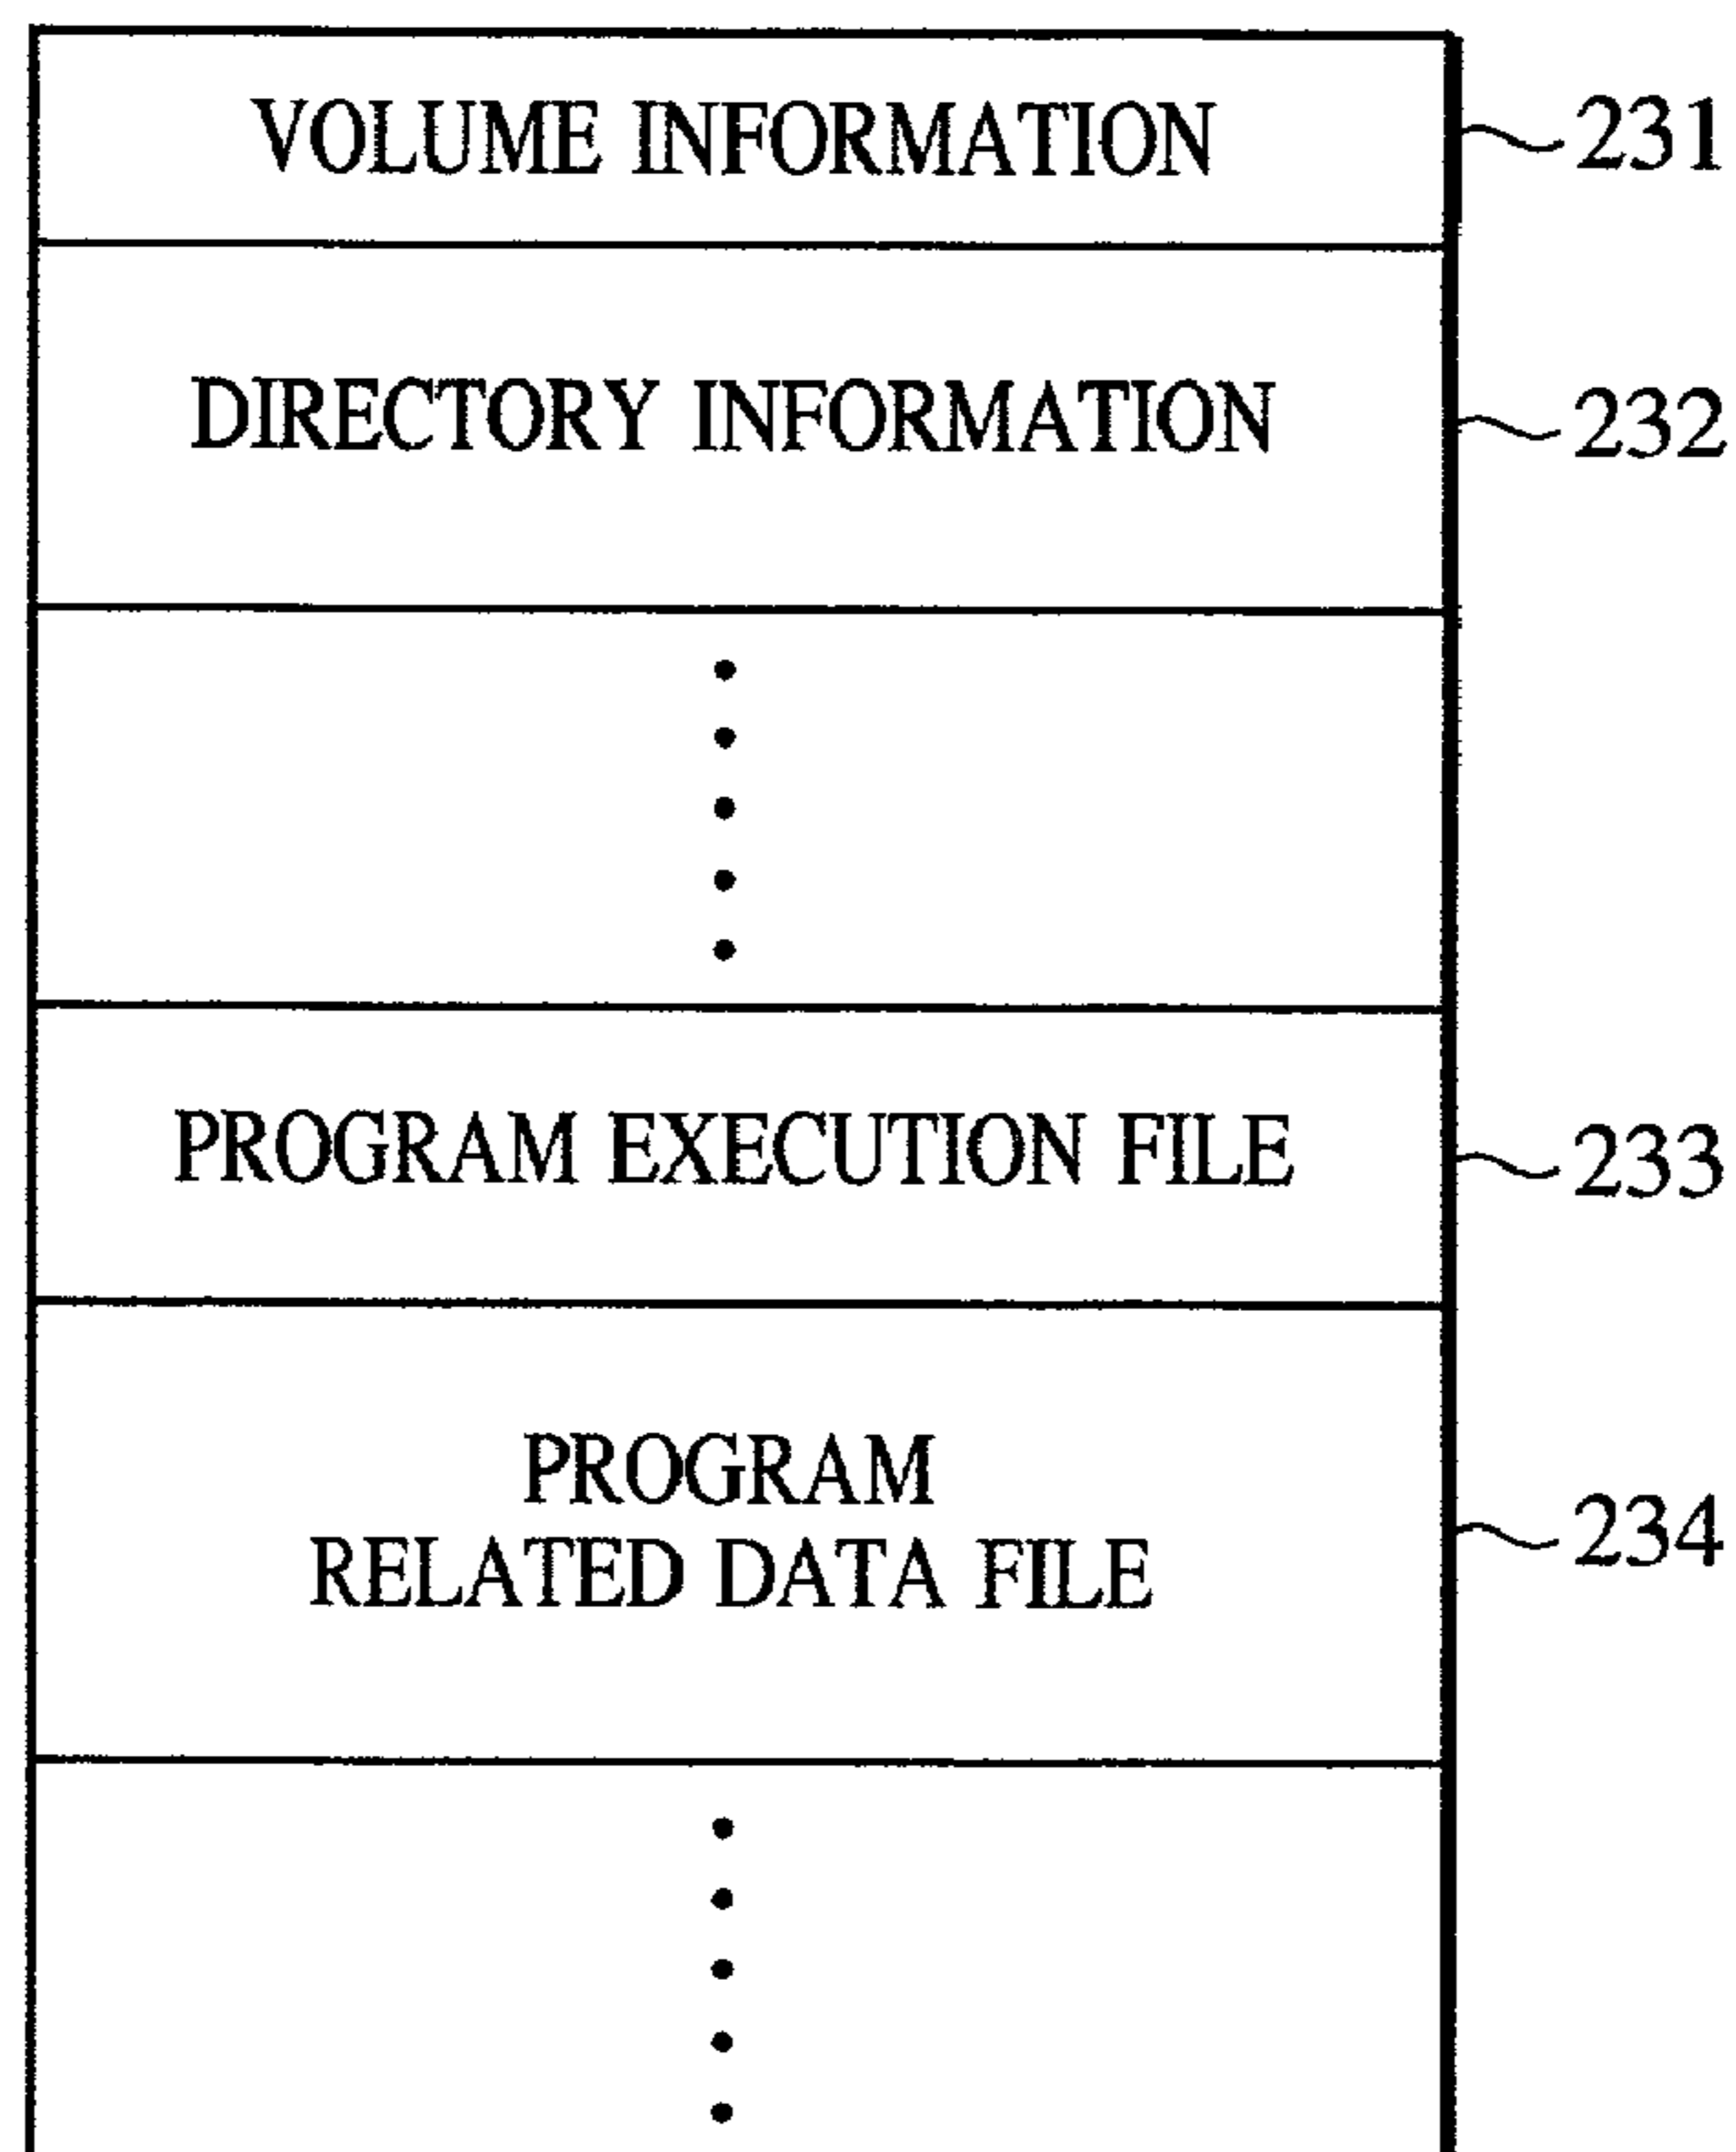 VOLUME INFORMATION 231
DIRECTORY INFORMATION 232
PROGRAM EXECUTION FILE 233
PROGRAM
RELATED DATA FILE 234